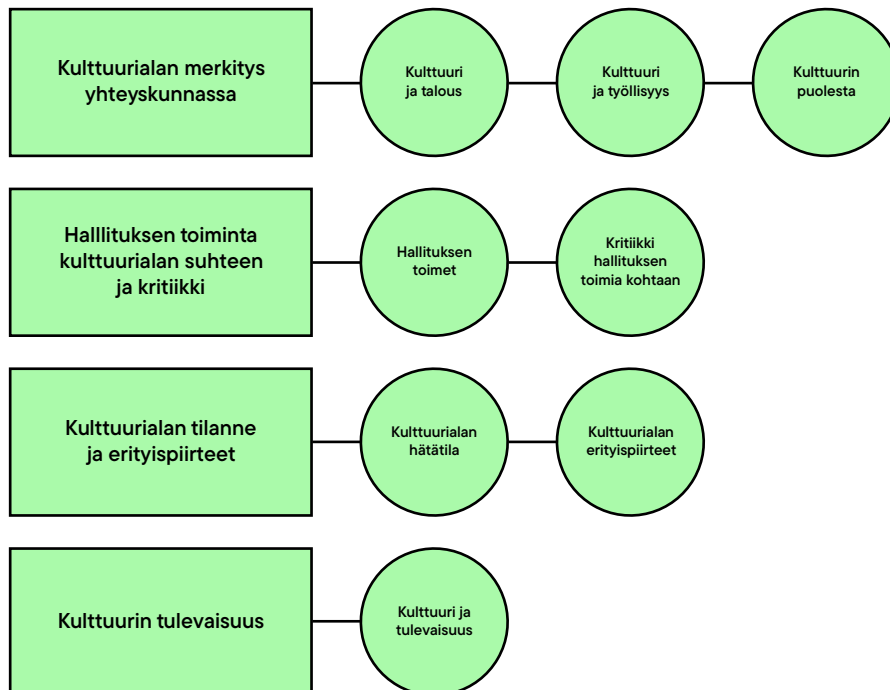 Kulttuurialan merkitys
yhteyskunnassa
Kulttuuri
ja talous
Kulttuuri
ja työllisyys
Kulttuurin
puolesta
Halllituksen toiminta
kulttuurialan suhteen
ja kritiikki
Hallituksen
toimet
Kritiikki
hallituksen
toimia kohtaan
Kulttuurialan tilanne
ja erityispiirteet
Kulttuurialan
hätätila
Kulttuurialan
erityispiirteet
Kulttuurin tulevaisuus
Kulttuuri ja
tulevaisuus